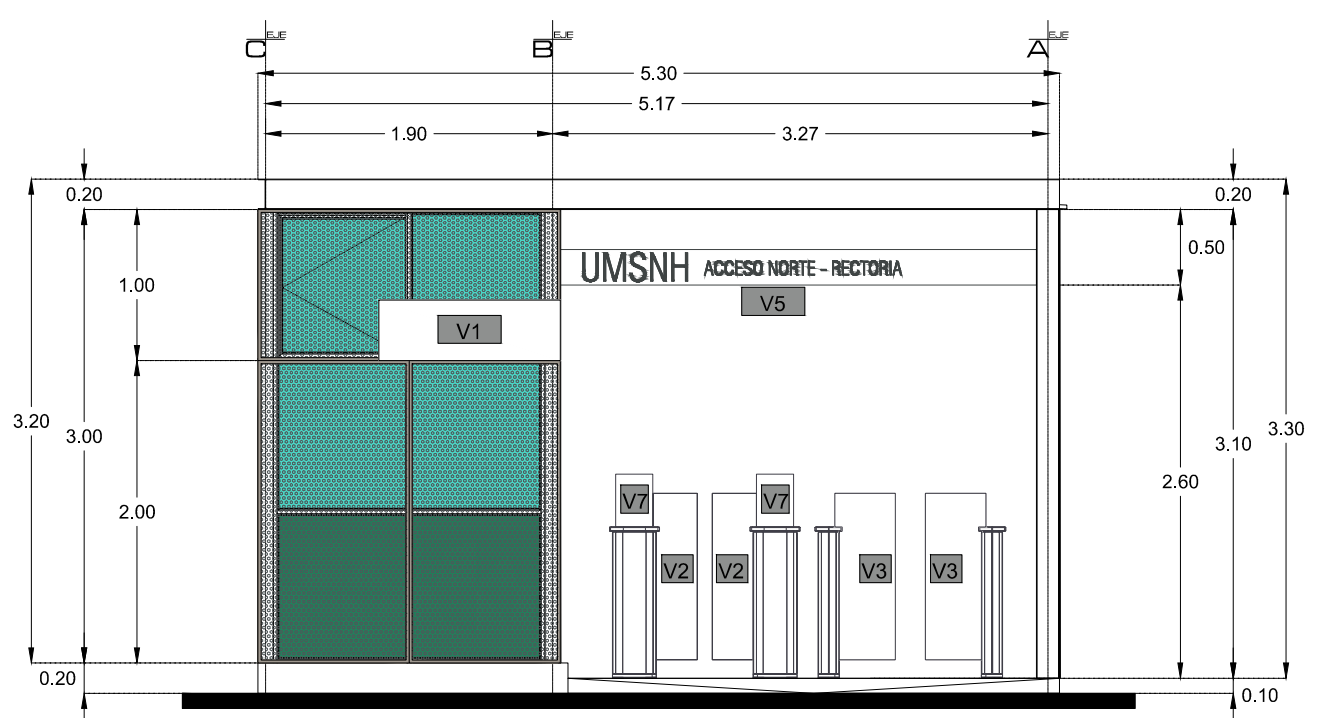 EJE EJE EJE
C B A
5.30
5.17
1.90 3.27
0.20 0.20
0.50
UMSNH ACCESO NORTE - RECTORIA
1.00
V5
V1
3.20 3.00 3.10 3.30
2.60
V7 V7
2.00
V2 V2 V3 V3
0.20
0.10